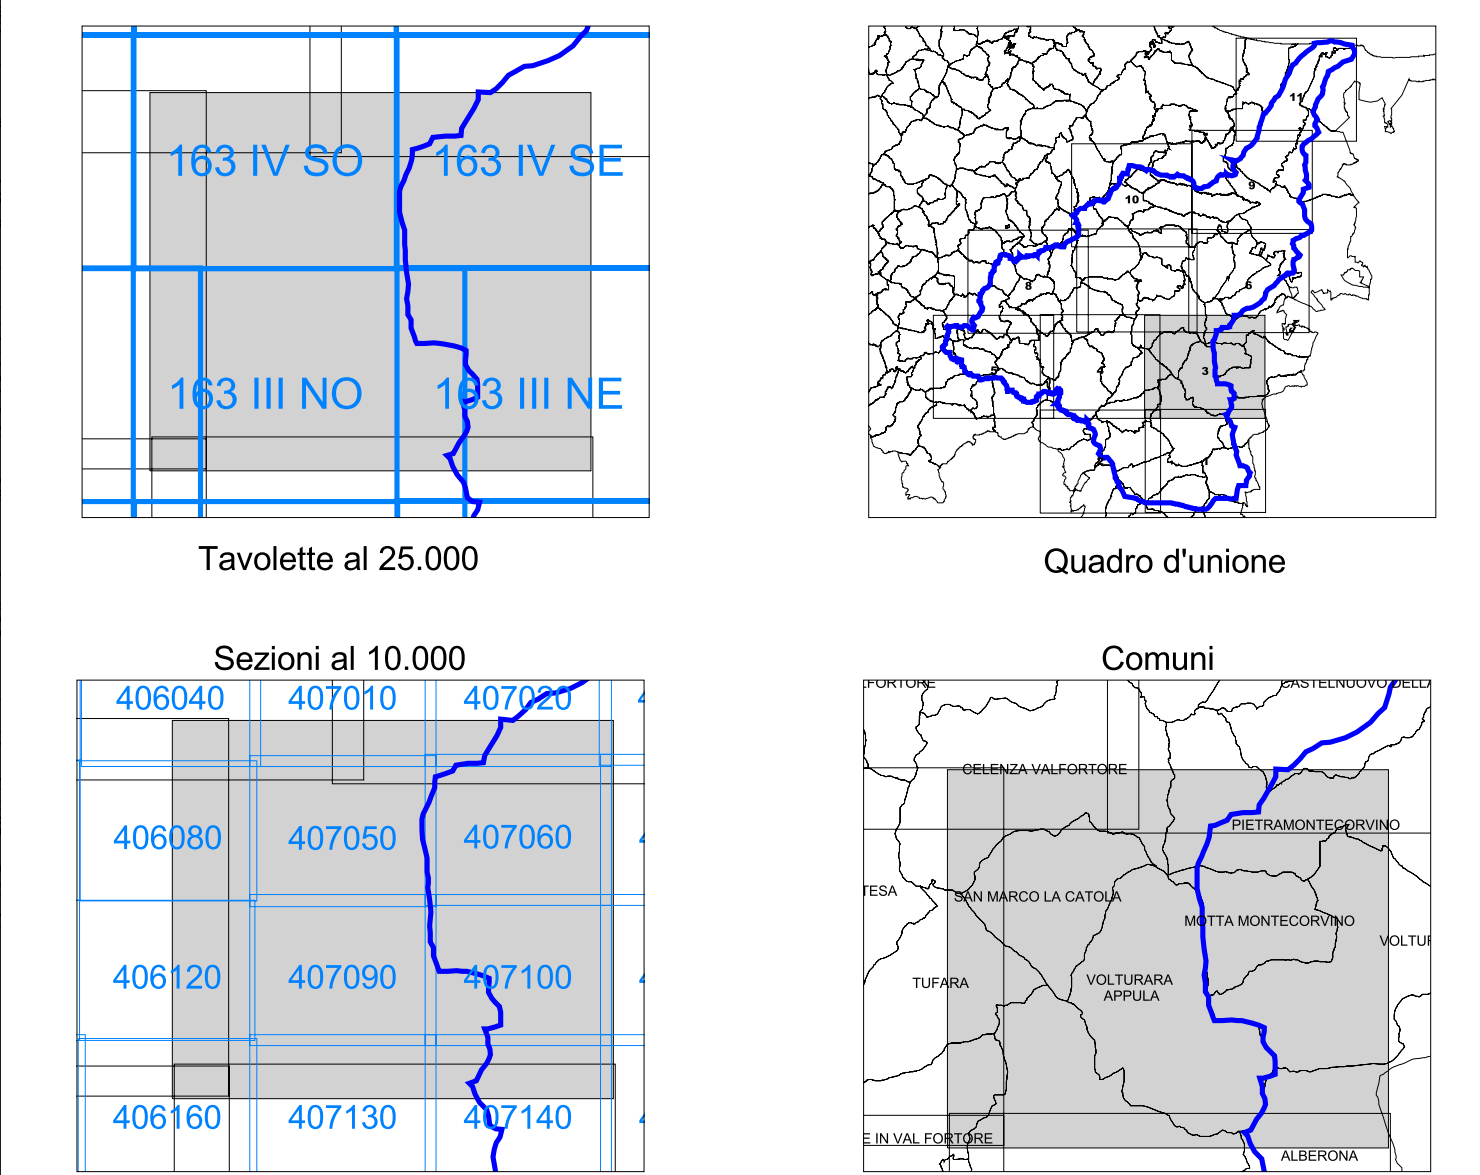 163 IV SO
163 IV SE
163 III NO
163 III NE
Tavolette al 25.000
11
9
10
8
6
3
4
Quadro d'unione
Sezioni al 10.000
406040
407010
407020
406080
407050
407060
406120
407090
407100
406160
407130
407140
Comuni
CELENZA VALFORTORE
PIETRAMONTECORVINO
TESA
SAN MARCO LA CATOLA
MOTTA MONTECORVINO
VOLTUR
TUFARA
VOLTURARA
APPULA
E IN VAL FORTORE
ALBERONA